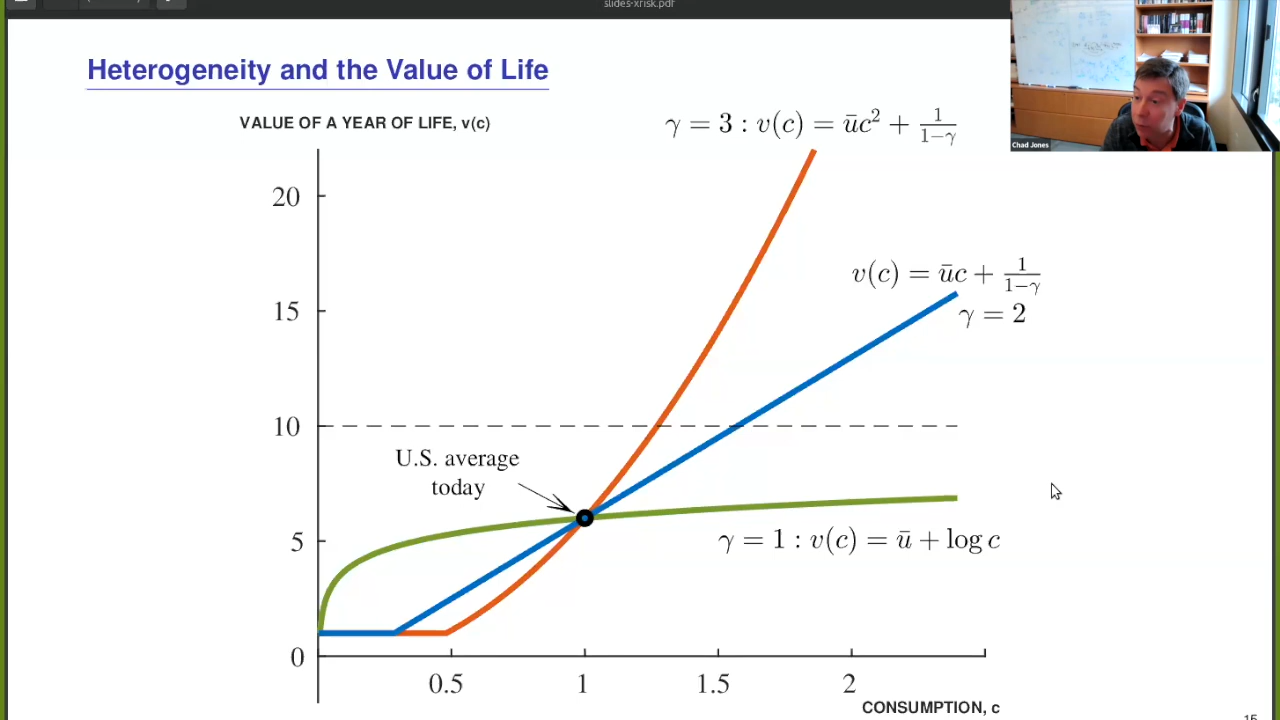 slides-xrisk.pdf
Heterogeneity and the Value of Life
VALUE OF A YEAR OF LIFE, v(c)
γ = 3 : v(c) = ūc² + 1/(1−γ)
Chad Jones
20
v(c) = ūc + 1/(1−γ)
γ = 2
15
10
U.S. average
today
5
γ = 1 : v(c) = ū + log c
0
0.5
1
1.5
2
CONSUMPTION, c
15